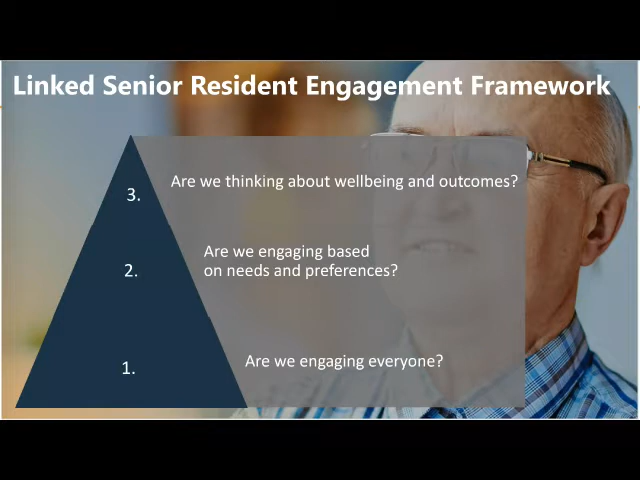 Linked Senior Resident Engagement Framework
3.
Are we thinking about wellbeing and outcomes?
2.
Are we engaging based
on needs and preferences?
1.
Are we engaging everyone?